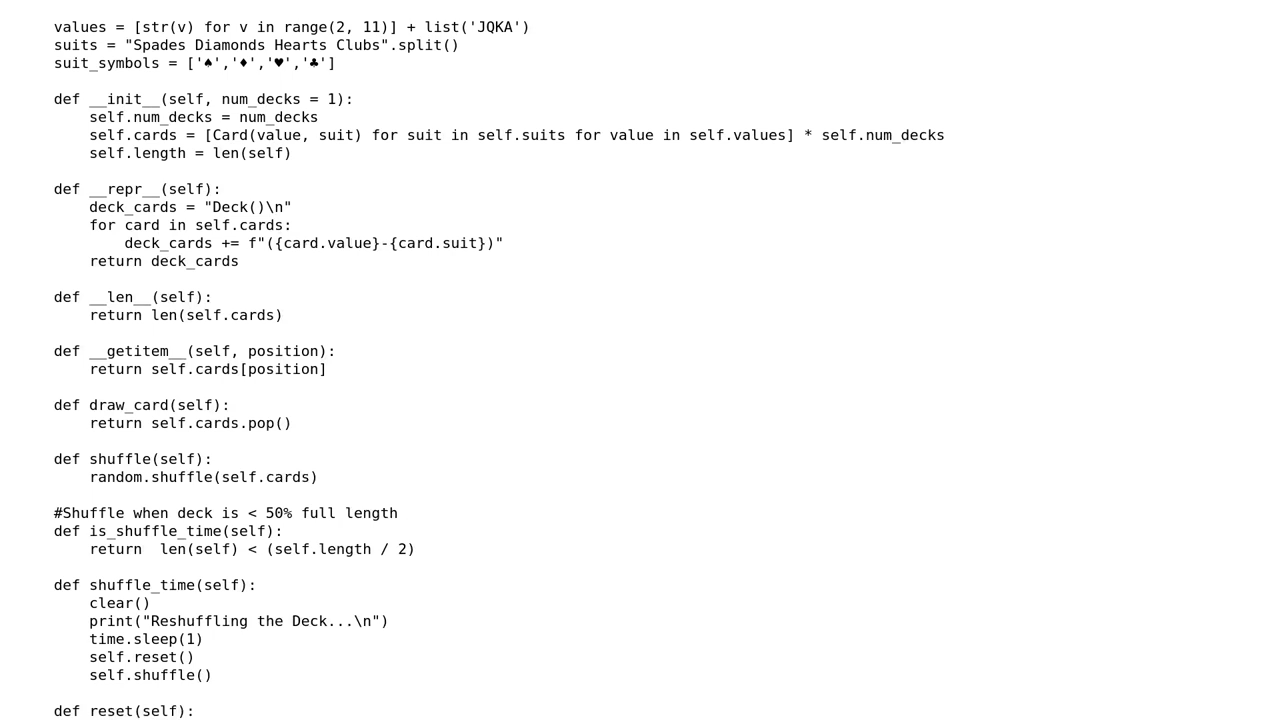 values = [str(v) for v in range(2, 11)] + list('JQKA')
suits = "Spades Diamonds Hearts Clubs".split()
suit_symbols = ['♠','♦','♥','♣']

def __init__(self, num_decks = 1):
    self.num_decks = num_decks
    self.cards = [Card(value, suit) for suit in self.suits for value in self.values] * self.num_decks
    self.length = len(self)

def __repr__(self):
    deck_cards = "Deck()\n"
    for card in self.cards:
        deck_cards += f"({card.value}-{card.suit})"
    return deck_cards

def __len__(self):
    return len(self.cards)

def __getitem__(self, position):
    return self.cards[position]

def draw_card(self):
    return self.cards.pop()

def shuffle(self):
    random.shuffle(self.cards)

#Shuffle when deck is < 50% full length
def is_shuffle_time(self):
    return  len(self) < (self.length / 2)

def shuffle_time(self):
    clear()
    print("Reshuffling the Deck...\n")
    time.sleep(1)
    self.reset()
    self.shuffle()

def reset(self):